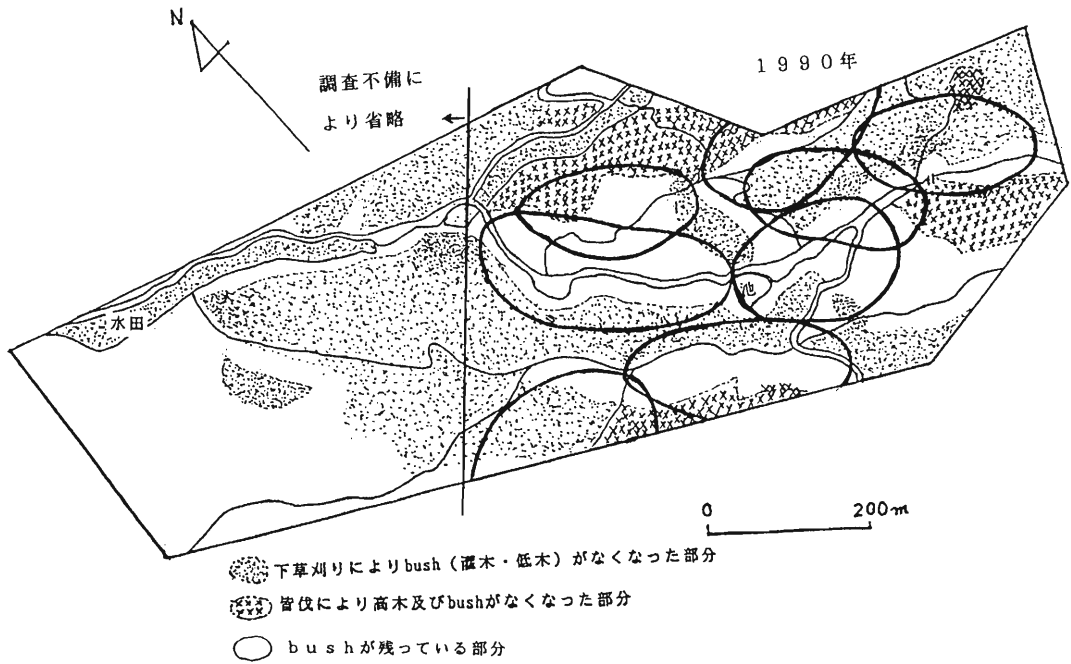 N
1990年
調査不備に
より省略
水田
池
0 200m
下草刈りによりbush（灌木・低木）がなくなった部分
皆伐により高木及びbushがなくなった部分
bushが残っている部分